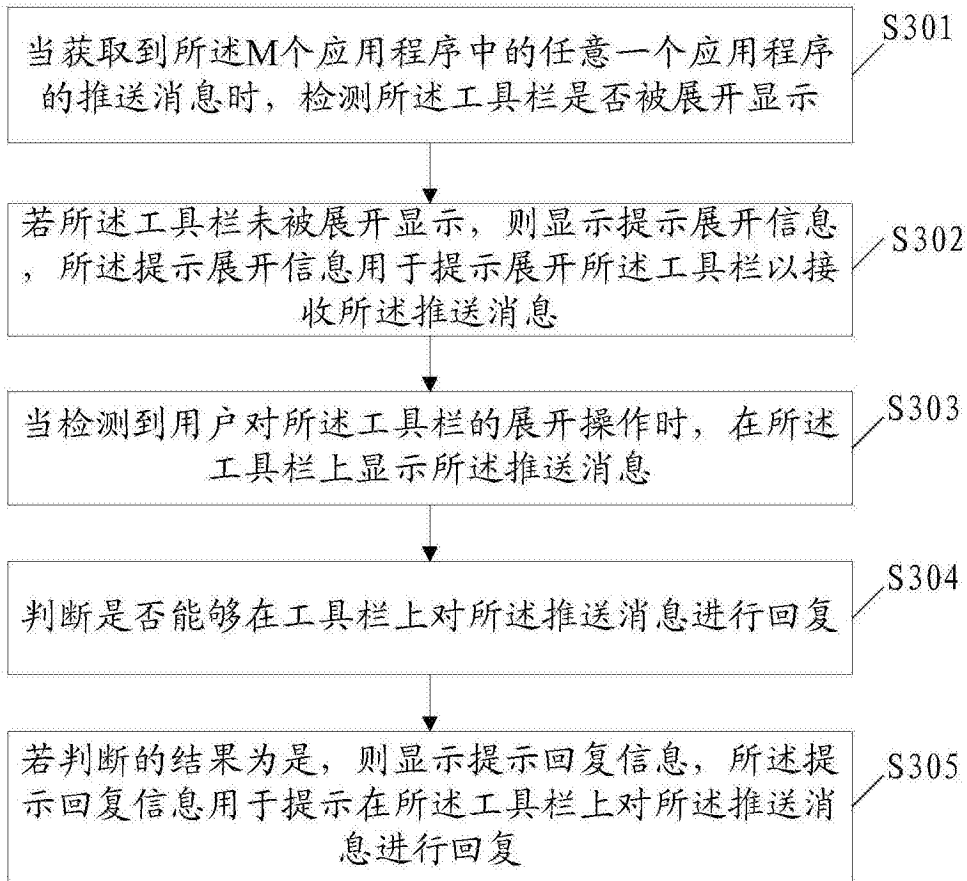 当获取到所述M个应用程序中的任意一个应用程序
的推送消息时，检测所述工具栏是否被展开显示
S301
若所述工具栏未被展开显示，则显示提示展开信息
，所述提示展开信息用于提示展开所述工具栏以接
收所述推送消息
S302
当检测到用户对所述工具栏的展开操作时，在所述
工具栏上显示所述推送消息
S303
判断是否能够在工具栏上对所述推送消息进行回复
S304
若判断的结果为是，则显示提示回复信息，所述提
示回复信息用于提示在所述工具栏上对所述推送消
息进行回复
S305